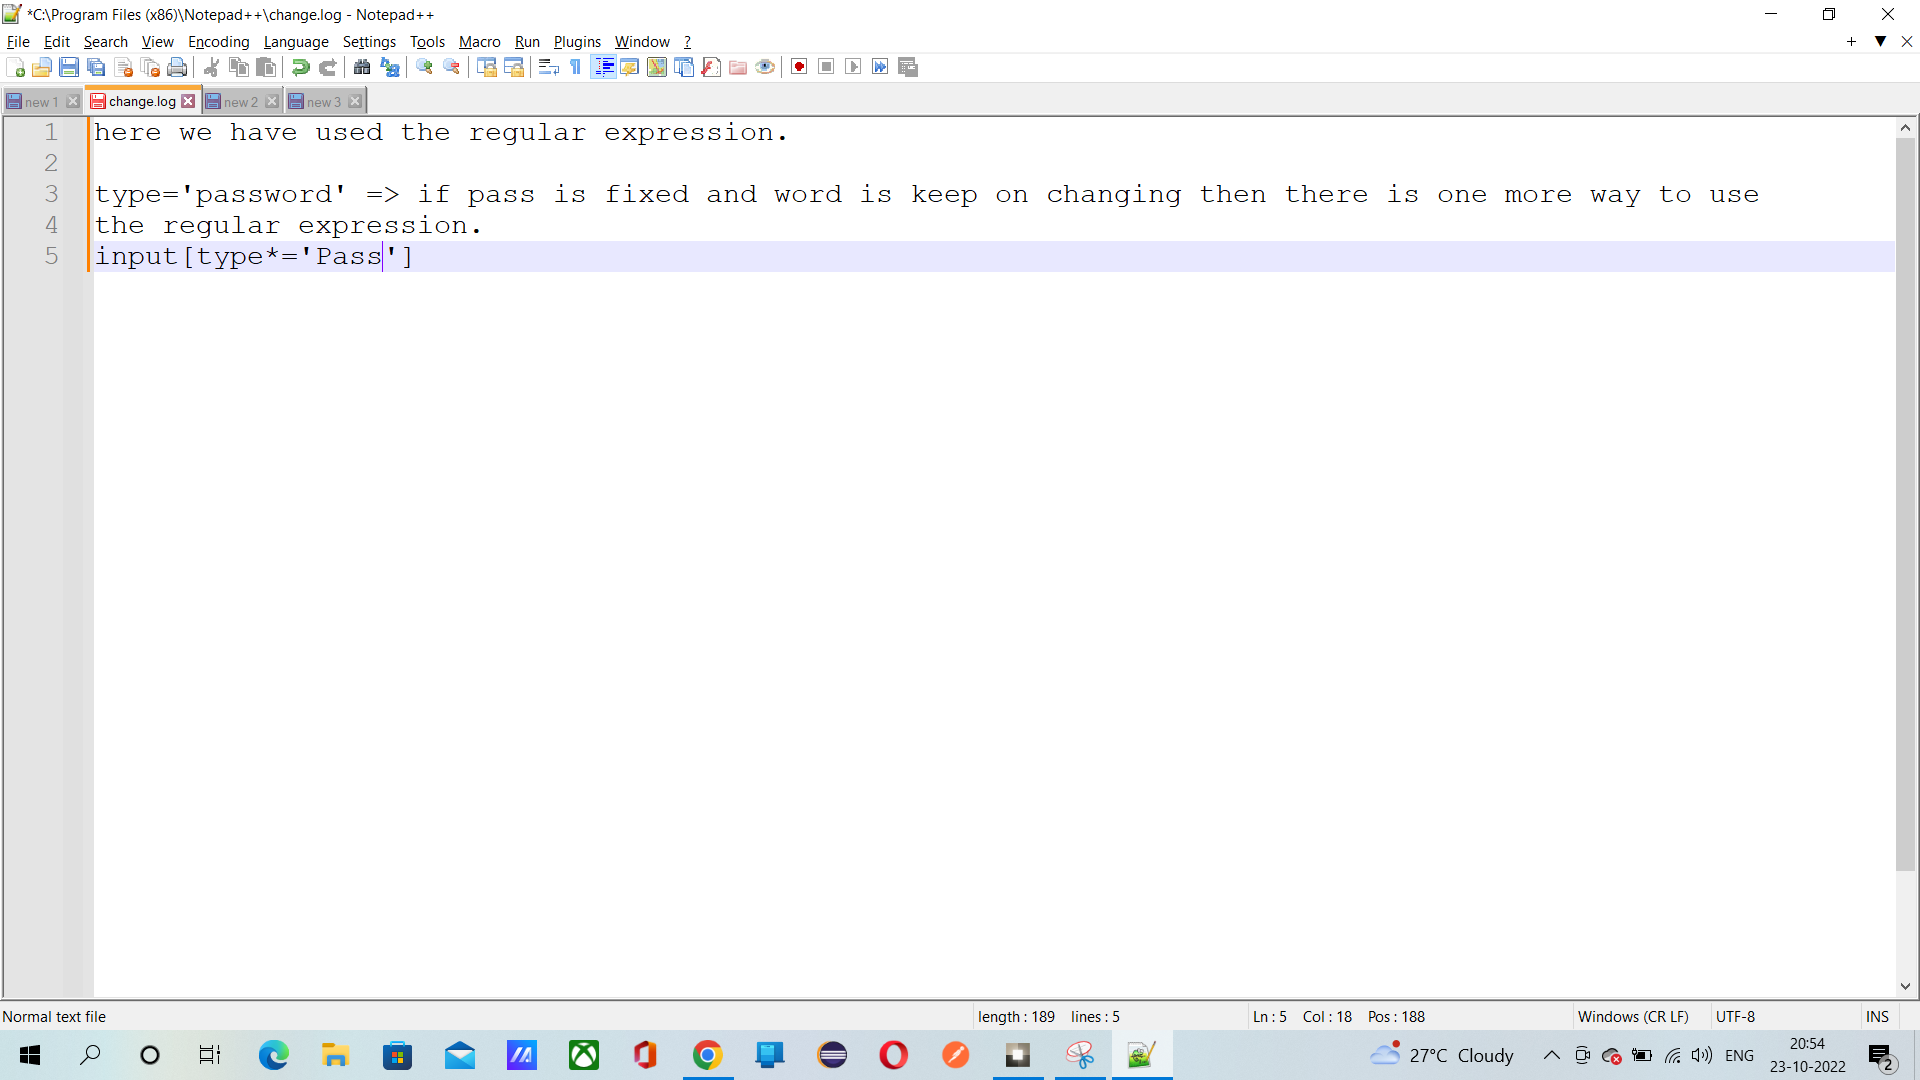 *C:\Program Files (x86)\Notepad++\change.log - Notepad++
File Edit Search View Encoding Language Settings Tools Macro Run Plugins Window ?
new 1 change.log new 2 new 3
1 here we have used the regular expression.
2
3 type='password' => if pass is fixed and word is keep on changing then there is one more way to use
4 the regular expression.
5 input[type*='Pass']
Normal text file length : 189 lines : 5 Ln : 5 Col : 18 Pos : 188 Windows (CR LF) UTF-8 INS
27°C Cloudy ENG 20:54
23-10-2022 2